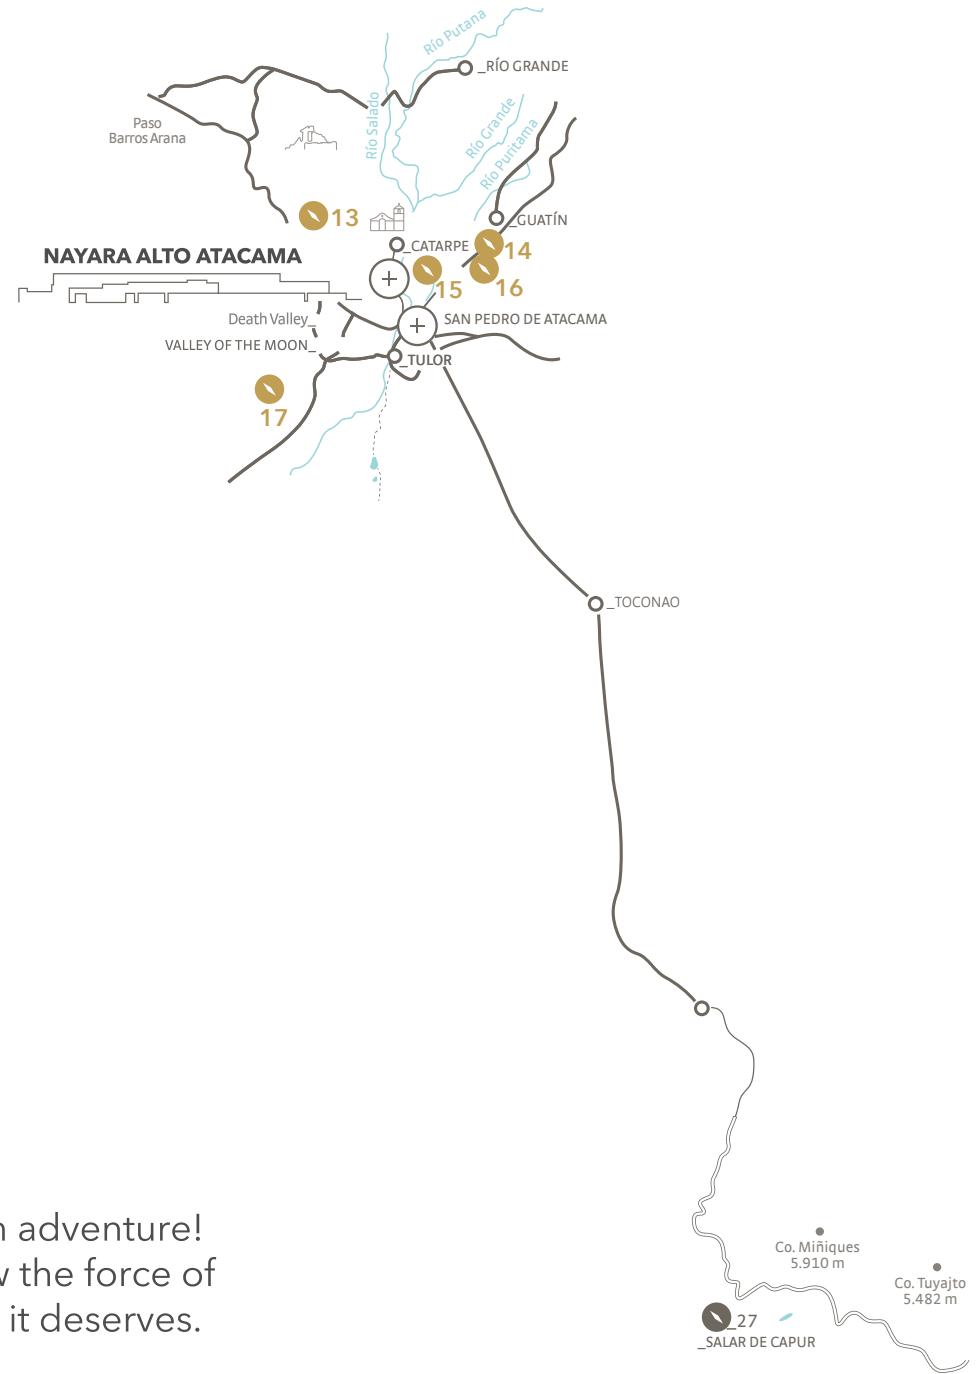 Río Putana
_RÍO GRANDE
Paso
Barros Arana
Río Salado
Río Grande
Río Puritama
13
_GUATÍN
_CATARPE
14
NAYARA ALTO ATACAMA
15
16
Death Valley_
SAN PEDRO DE ATACAMA
VALLEY OF THE MOON_
_TULOR
17
_TOCONAO
adventure!
the force of
it deserves.
Co. Miñiques
5.910 m
Co. Tuyajto
5.482 m
_27
_SALAR DE CAPUR